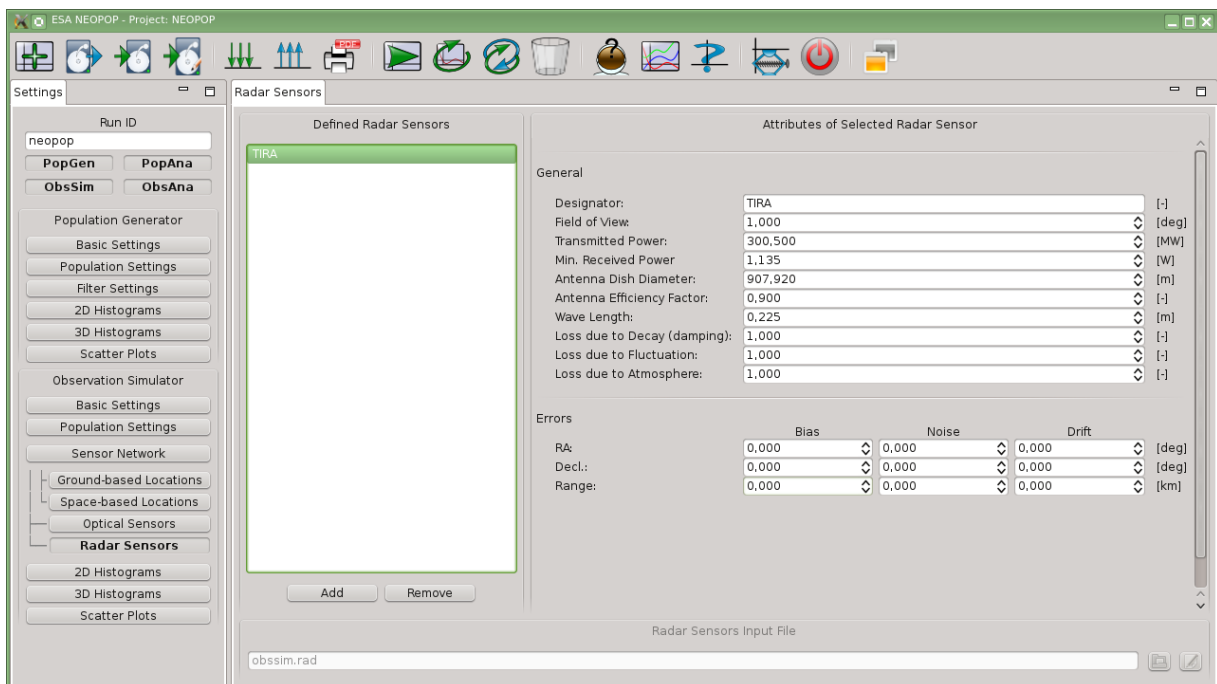 ESA NEOPOP - Project: NEOPOP
PDF
Settings
Run ID
neopop
PopGen PopAna
ObsSim ObsAna
Population Generator
Basic Settings
Population Settings
Filter Settings
2D Histograms
3D Histograms
Scatter Plots
Observation Simulator
Basic Settings
Population Settings
Sensor Network
Ground-based Locations
Space-based Locations
Optical Sensors
Radar Sensors
2D Histograms
3D Histograms
Scatter Plots
Radar Sensors
Defined Radar Sensors
TIRA
Add Remove
Attributes of Selected Radar Sensor
General
Designator: TIRA [-]
Field of View: 1,000 [deg]
Transmitted Power: 300,500 [MW]
Min. Received Power 1,135 [W]
Antenna Dish Diameter: 907,920 [m]
Antenna Efficiency Factor: 0,900 [-]
Wave Length: 0,225 [m]
Loss due to Decay (damping): 1,000 [-]
Loss due to Fluctuation: 1,000 [-]
Loss due to Atmosphere: 1,000 [-]
Errors
Bias Noise Drift
RA: 0,000 0,000 0,000 [deg]
Decl.: 0,000 0,000 0,000 [deg]
Range: 0,000 0,000 0,000 [km]
Radar Sensors Input File
obssim.rad